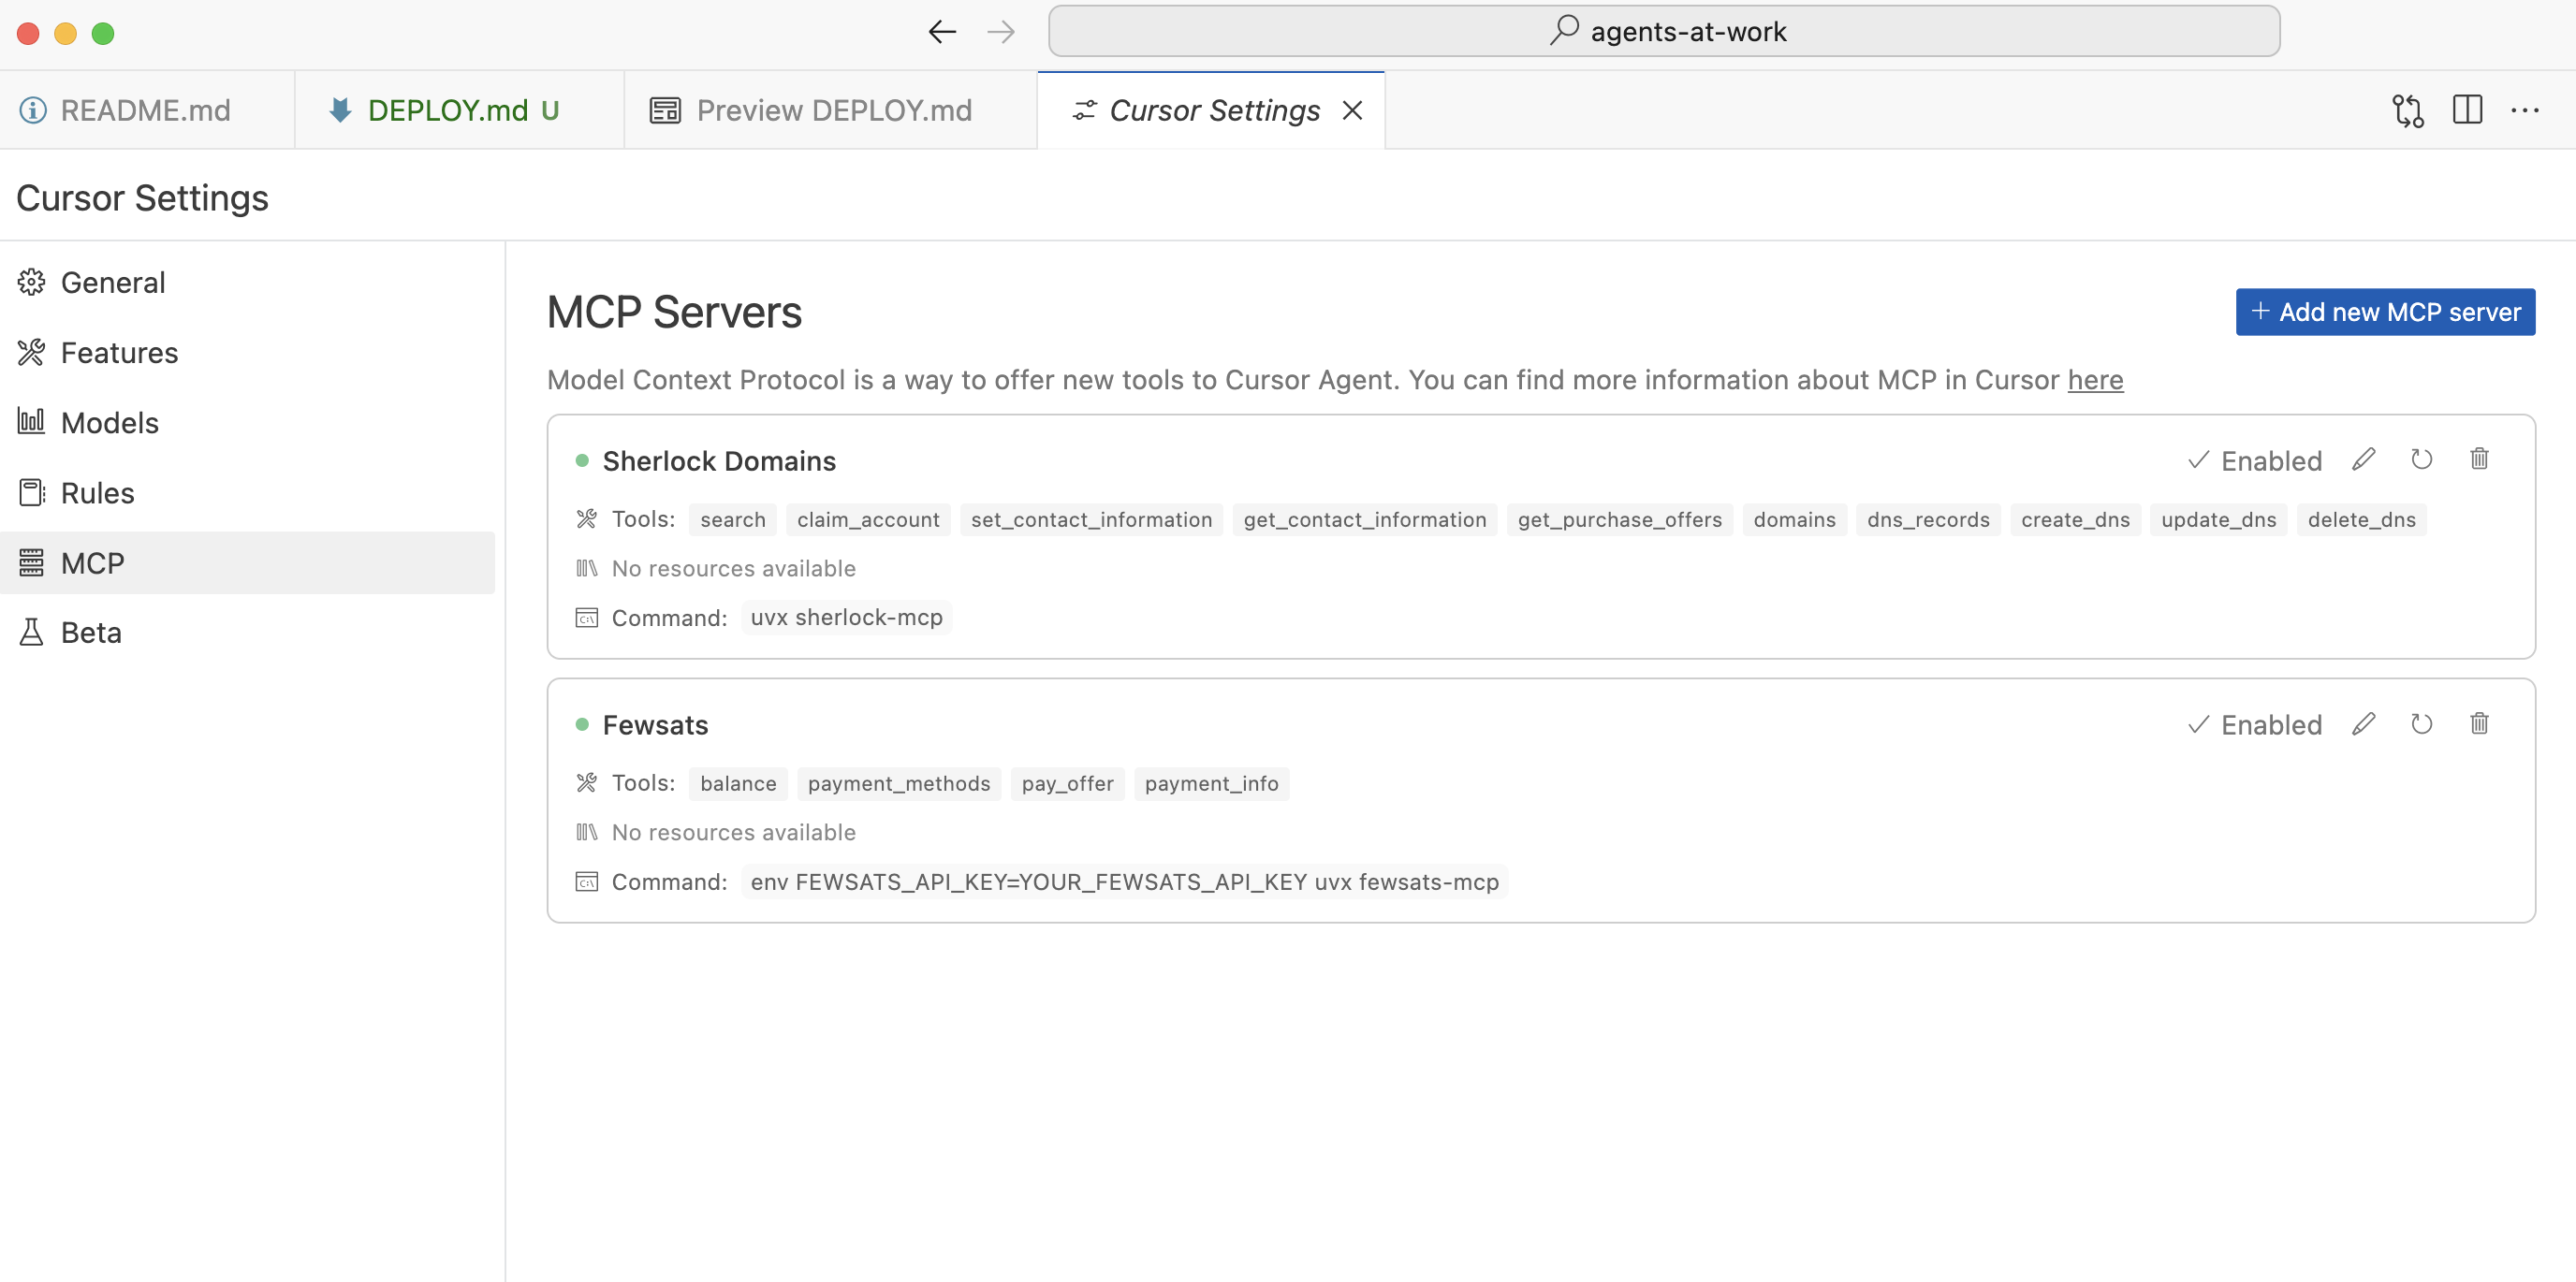 agents-at-work
README.md DEPLOY.md U Preview DEPLOY.md Cursor Settings
Cursor Settings
General
Features
Models
Rules
MCP
Beta
MCP Servers
+ Add new MCP server
Model Context Protocol is a way to offer new tools to Cursor Agent. You can find more information about MCP in Cursor here
Sherlock Domains Enabled
Tools: search claim_account set_contact_information get_contact_information get_purchase_offers domains dns_records create_dns update_dns delete_dns
No resources available
Command: uvx sherlock-mcp
Fewsats Enabled
Tools: balance payment_methods pay_offer payment_info
No resources available
Command: env FEWSATS_API_KEY=YOUR_FEWSATS_API_KEY uvx fewsats-mcp